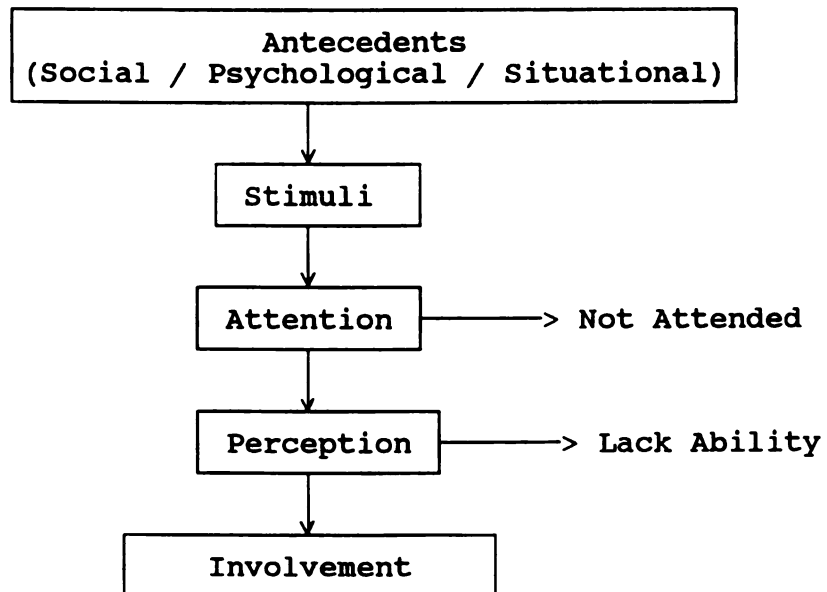 Antecedents
(Social / Psychological / Situational)
Stimuli
Attention
Not Attended
Perception
Lack Ability
Involvement